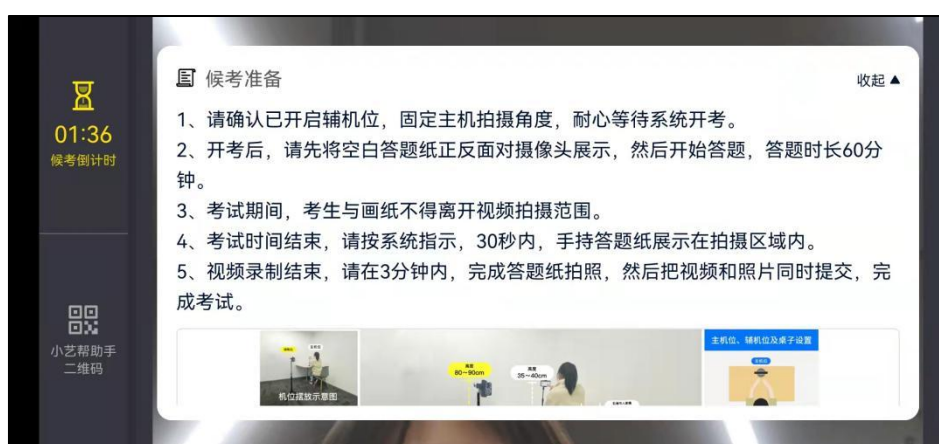 候考准备
收起▲
01:36
候考倒计时
1、请确认已开启辅机位，固定主机拍摄角度，耐心等待系统开考。
2、开考后，请先将空白答题纸正反面对摄像头展示，然后开始答题，答题时长60分
钟。
3、考试期间，考生与画纸不得离开视频拍摄范围。
4、考试时间结束，请按系统指示，30秒内，手持答题纸展示在拍摄区域内。
5、视频录制结束，请在3分钟内，完成答题纸拍照，然后把视频和照片同时提交，完
成考试。
小艺帮助手
二维码
机位摆放示意图
高度
80~90cm
高度
35~40cm
主机位、辅机位及桌子设置